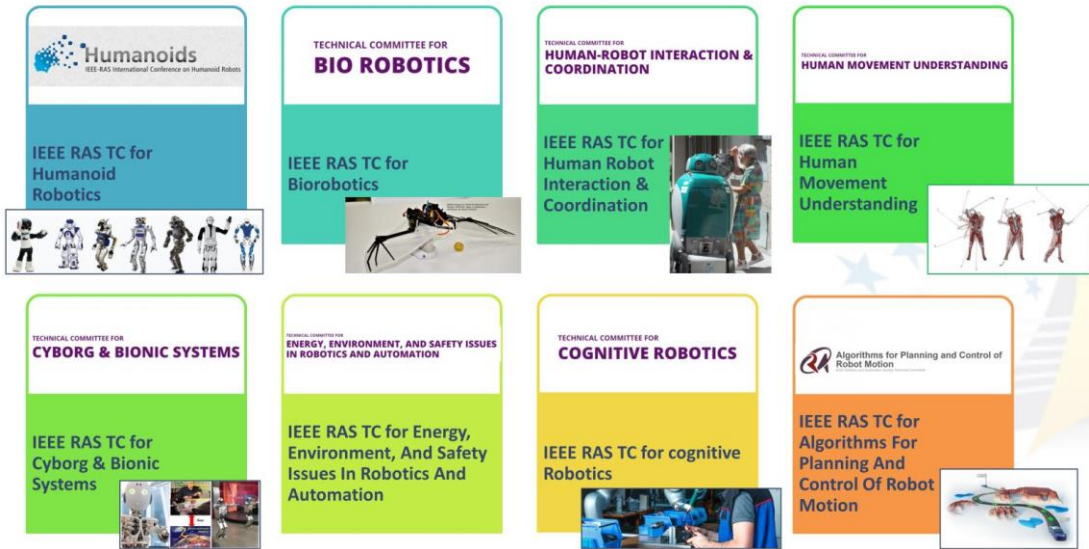 Humanoids
IEEE-RAS International Conference on Humanoid Robots
IEEE RAS TC for
Humanoid
Robotics
TECHNICAL COMMITTEE FOR
BIO ROBOTICS
IEEE RAS TC for
Biorobotics
TECHNICAL COMMITTEE FOR
HUMAN-ROBOT INTERACTION &
COORDINATION
IEEE RAS TC for
Human Robot
Interaction &
Coordination
TECHNICAL COMMITTEE FOR
HUMAN MOVEMENT UNDERSTANDING
IEEE RAS TC for
Human
Movement
Understanding
TECHNICAL COMMITTEE FOR
CYBORG & BIONIC SYSTEMS
IEEE RAS TC for
Cyborg & Bionic
Systems
TECHNICAL COMMITTEE FOR
ENERGY, ENVIRONMENT, AND SAFETY ISSUES
IN ROBOTICS AND AUTOMATION
IEEE RAS TC for Energy,
Environment, And Safety
Issues In Robotics And
Automation
TECHNICAL COMMITTEE FOR
COGNITIVE ROBOTICS
IEEE RAS TC for cognitive
Robotics
Algorithms for Planning and Control of
Robot Motion
IEEE RAS TC for
Algorithms For
Planning And
Control Of Robot
Motion